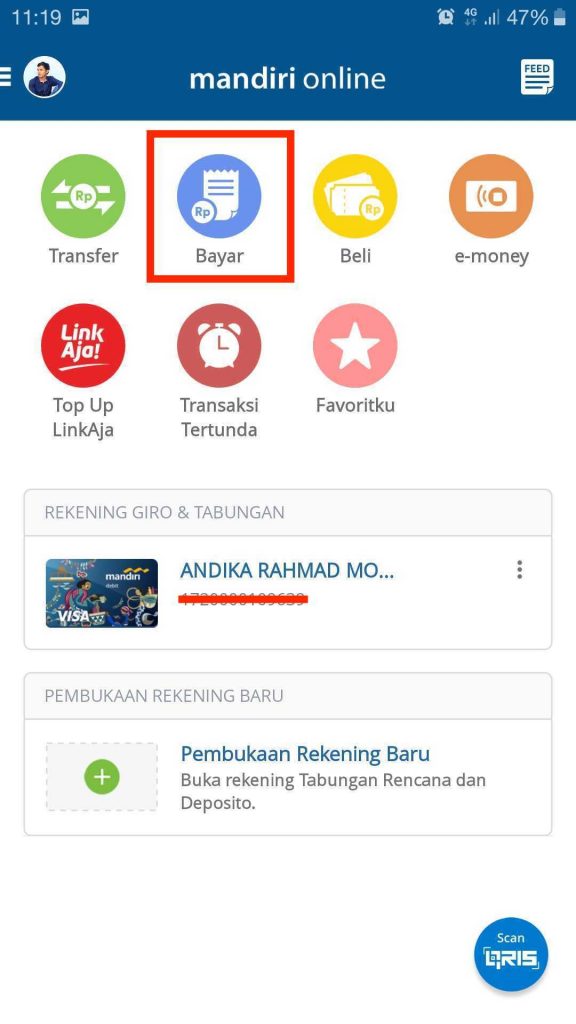 11:19 4G 47%
mandiri online
FEED
Rp
Rp
Rp
Transfer
Bayar
Beli
e-money
Link
Aja!
Top Up
LinkAja
Transaksi
Tertunda
Favoritku
REKENING GIRO & TABUNGAN
mandiri
debit
VISA
ANDIKA RAHMAD MO...
PEMBUKAAN REKENING BARU
Pembukaan Rekening Baru
Buka rekening Tabungan Rencana dan
Deposito.
Scan
QRIS